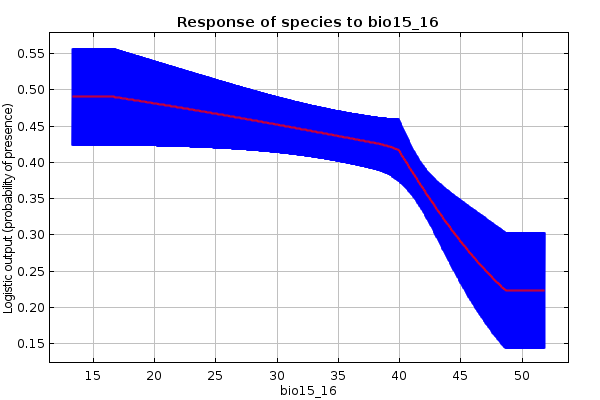 Response of species to bio15_16
Logistic output (probability of presence)
0.55
0.50
0.45
0.40
0.35
0.30
0.25
0.20
0.15
15 20 25 30 35 40 45 50
bio15_16